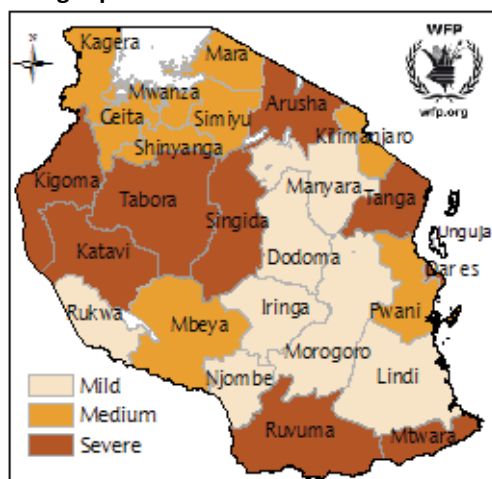 WFP
wfp.org
N
Kagera
Mara
Mwanza
Geita
Simiyu
Shinyanga
Arusha
Kilimanjaro
Kigoma
Tabora
Singida
Manyara
Tanga
Unguja
Katavi
Dodoma
Dar es
Rukwa
Mbeya
Iringa
Pwani
Morogoro
Njombe
Lindi
Ruvuma
Mtwara
Mild
Medium
Severe